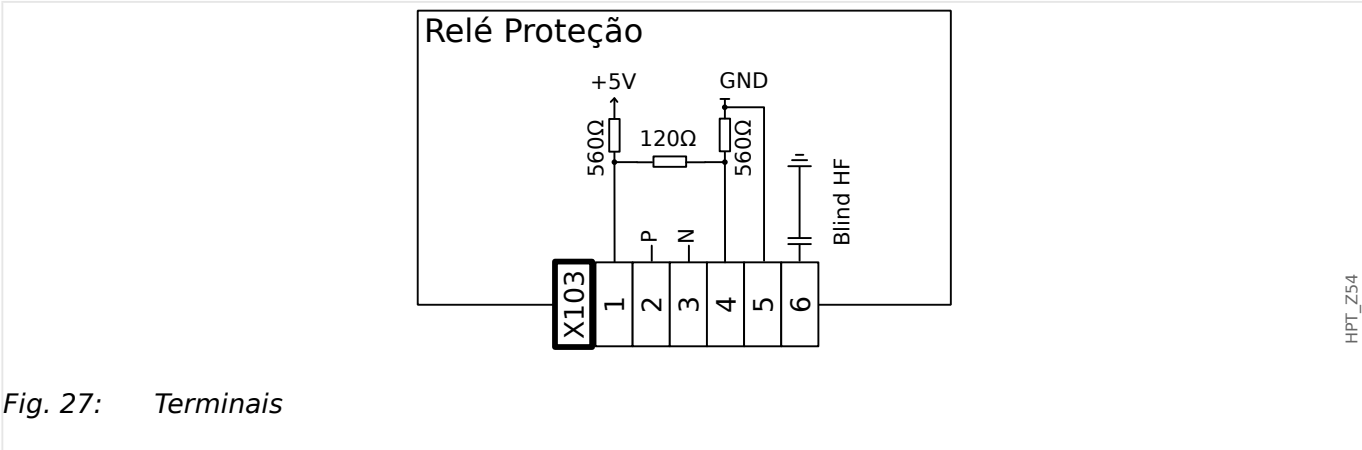 Relé Proteção
+5V
GND
560Ω
120Ω
560Ω
Blind HF
P
N
X103
1
2
3
4
5
6
HPT_Z54
Fig. 27: Terminais